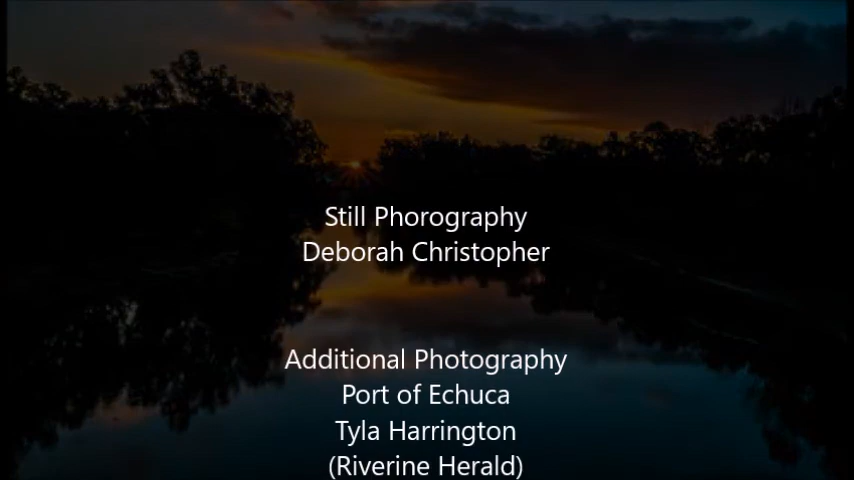 Still Phorography
Deborah Christopher
Additional Photography
Port of Echuca
Tyla Harrington
(Riverine Herald)